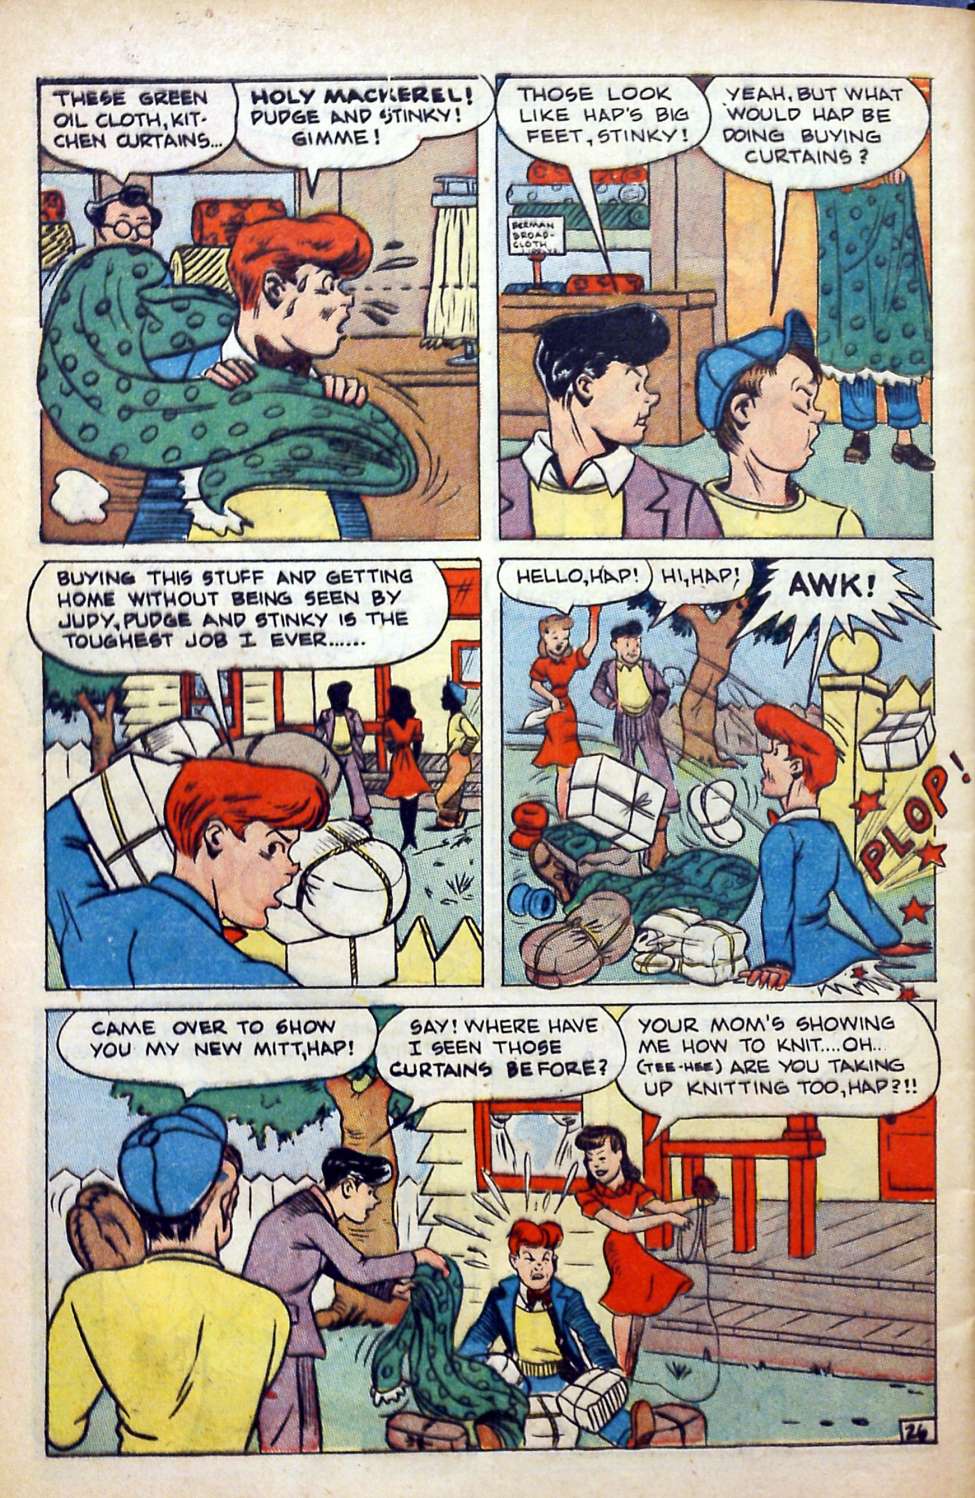 THESE GREEN
OIL CLOTH, KIT-
CHEN CURTAINS...
HOLY MACKEREL!
PUDGE AND STINKY!
GIMME!
THOSE LOOK
LIKE HAP'S BIG
FEET, STINKY!
YEAH, BUT WHAT
WOULD HAP BE
DOING BUYING
CURTAINS?
BROAD-
CLOTH
BUYING THIS STUFF AND GETTING
HOME WITHOUT BEING SEEN BY
JUDY, PUDGE AND STINKY IS THE
TOUGHEST JOB I EVER......
HELLO, HAP!
HI, HAP!
AWK!
PLOP!
CAME OVER TO SHOW
YOU MY NEW MITT, HAP!
SAY! WHERE HAVE
I SEEN THOSE
CURTAINS BEFORE?
YOUR MOM'S SHOWING
ME HOW TO KNIT.... OH..
(TEE-HEE) ARE YOU TAKING
UP KNITTING TOO, HAP?!!
26